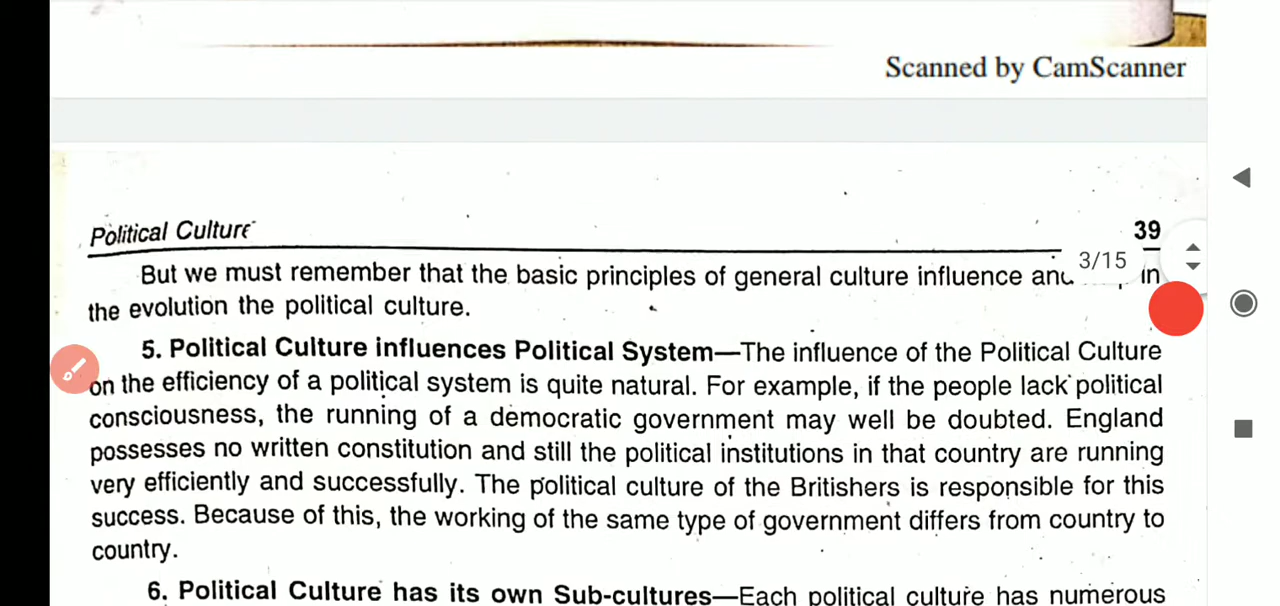 Scanned by CamScanner
Political Culture 39
3/15
But we must remember that the basic principles of general culture influence in
the evolution the political culture.
5. Political Culture influences Political System—The influence of the Political Culture
on the efficiency of a political system is quite natural. For example, if the people lack political
consciousness, the running of a democratic government may well be doubted. England
possesses no written constitution and still the political institutions in that country are running
very efficiently and successfully. The political culture of the Britishers is responsible for this
success. Because of this, the working of the same type of government differs from country to
country.
6. Political Culture has its own Sub-cultures—Each political culture has numerous